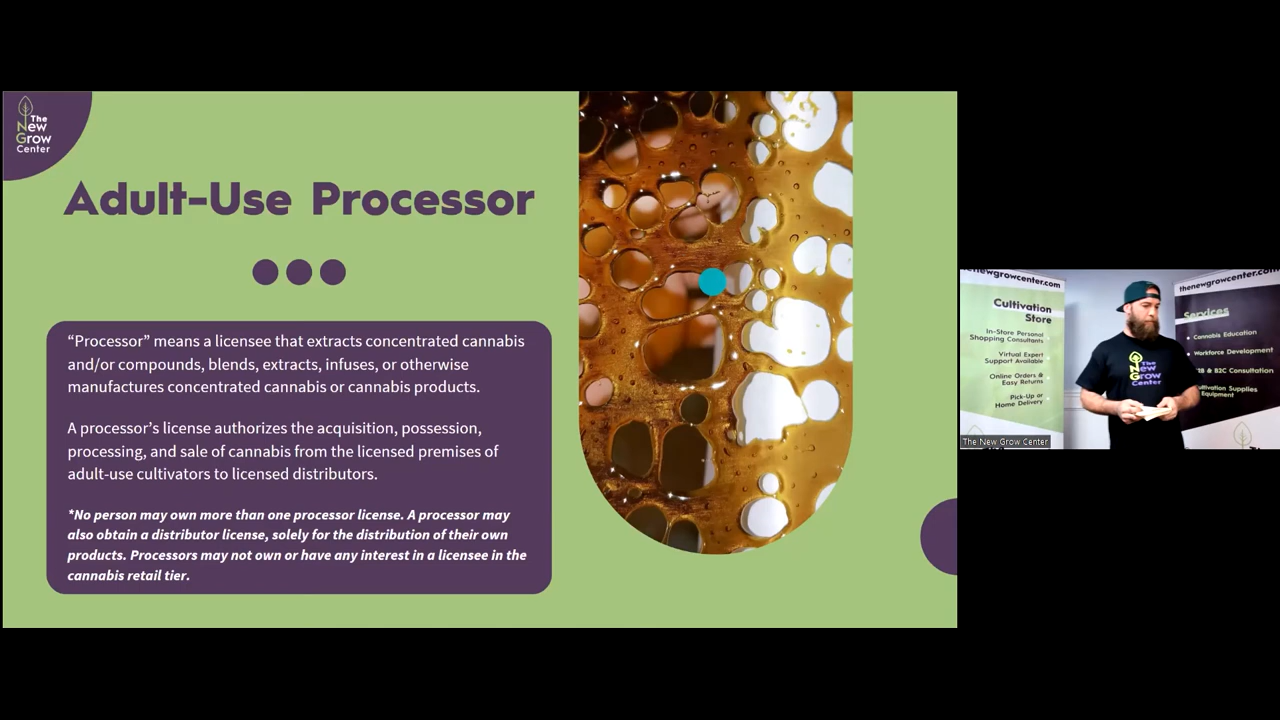 The
New
Grow
Center
Adult-Use Processor
“Processor” means a licensee that extracts concentrated cannabis
and/or compounds, blends, extracts, infuses, or otherwise
manufactures concentrated cannabis or cannabis products.
A processor’s license authorizes the acquisition, possession,
processing, and sale of cannabis from the licensed premises of
adult-use cultivators to licensed distributors.
*No person may own more than one processor license. A processor may
also obtain a distributor license, solely for the distribution of their own
products. Processors may not own or have any interest in a licensee in the
cannabis retail tier.
thenewgrowcenter.com
Cultivation
Store
In-Store Personal
Shopping Consultants
Virtual Expert
Support Available
Online Orders &
Easy Returns
Pick-Up or
Home Delivery
The
New
Grow
Center
thenewgrowcenter.com
Services
Cannabis Education
Workforce Development
& B2C Consultation
Supplies
Equipment
The New Grow Center